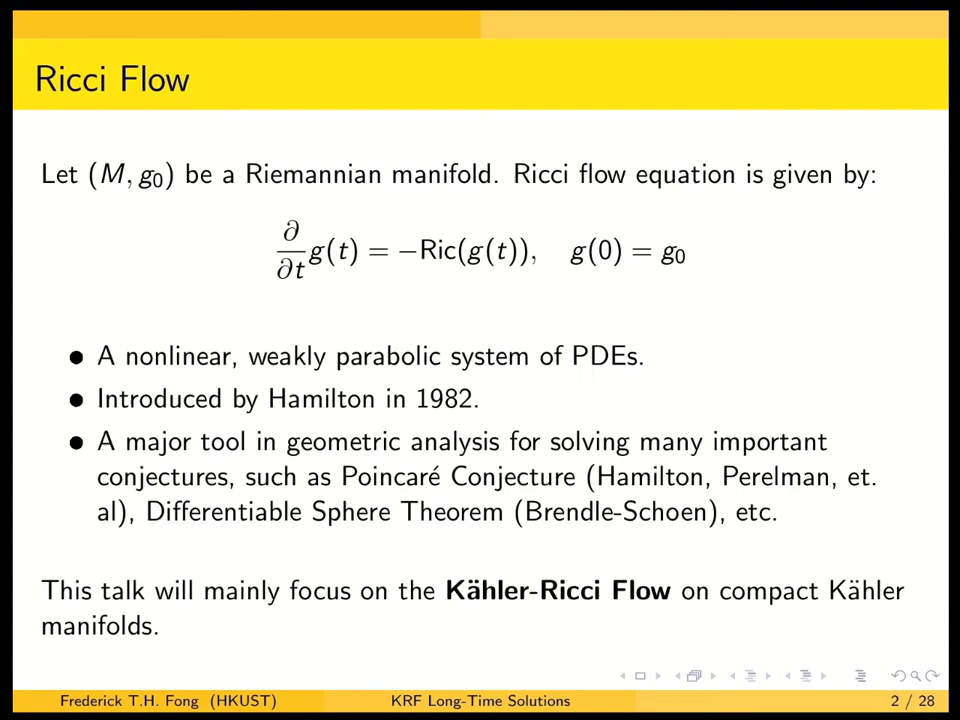 Ricci Flow
Let (M, g₀) be a Riemannian manifold. Ricci flow equation is given by:
∂/∂t g(t) = −Ric(g(t)),   g(0) = g₀
● A nonlinear, weakly parabolic system of PDEs.
● Introduced by Hamilton in 1982.
● A major tool in geometric analysis for solving many important
conjectures, such as Poincaré Conjecture (Hamilton, Perelman, et.
al), Differentiable Sphere Theorem (Brendle-Schoen), etc.
This talk will mainly focus on the Kähler-Ricci Flow on compact Kähler
manifolds.
Frederick T.H. Fong (HKUST)   KRF Long-Time Solutions   2 / 28